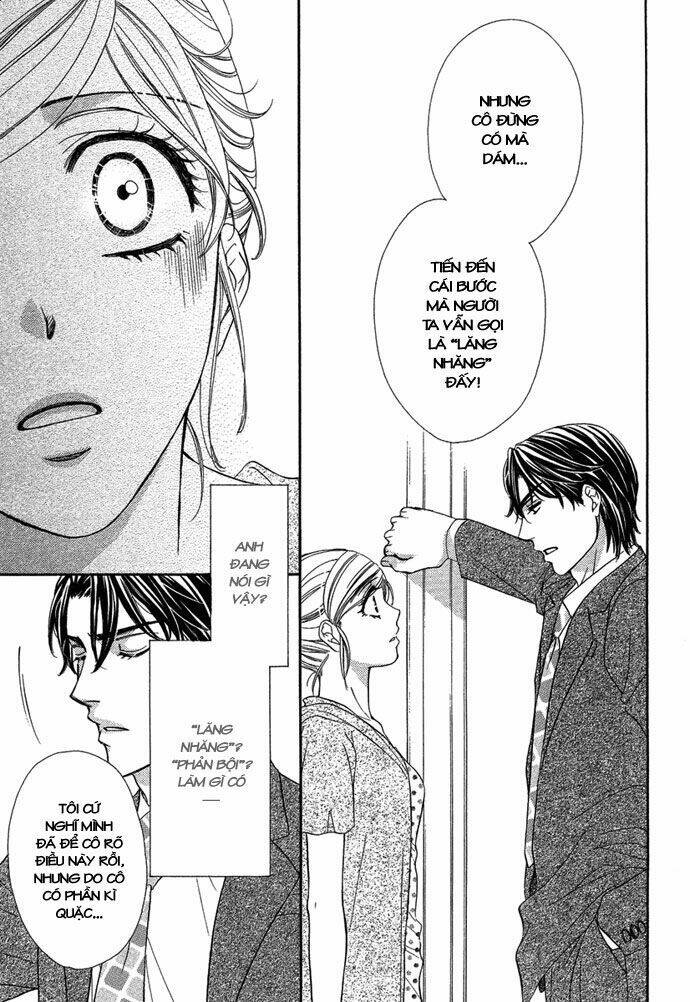 NHƯNG
CÔ ĐỪNG
CÓ MÀ
DÁM...
TIẾN ĐẾN
CÁI BƯỚC
MÀ NGƯỜI
TA VẪN GỌI
LÀ “LĂNG
NHĂNG”
ĐẤY!
ANH
ĐANG
NÓI GÌ
VẬY?
“LĂNG
NHĂNG”?
“PHẢN BỘI”?
LÀM GÌ CÓ
—
TÔI CỨ
NGHĨ MÌNH
ĐÃ ĐỂ CÔ RÕ
ĐIỀU NÀY RỒI,
NHƯNG DO CÔ
CÓ PHẦN KÌ
QUẶC...